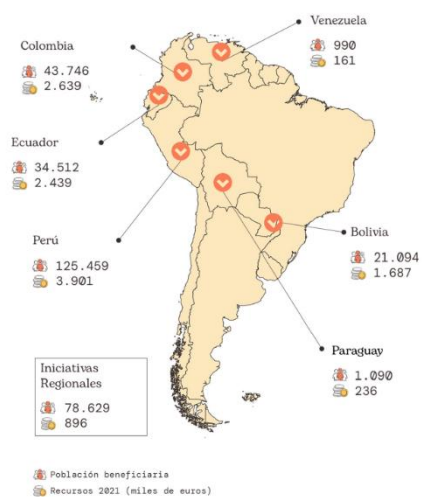 Venezuela
990
161
Colombia
43.746
2.639
Ecuador
34.512
2.439
Perú
125.459
3.901
Bolivia
21.094
1.687
Paraguay
1.090
236
Iniciativas
Regionales
78.629
896
Población beneficiaria
Recursos 2021 (miles de euros)